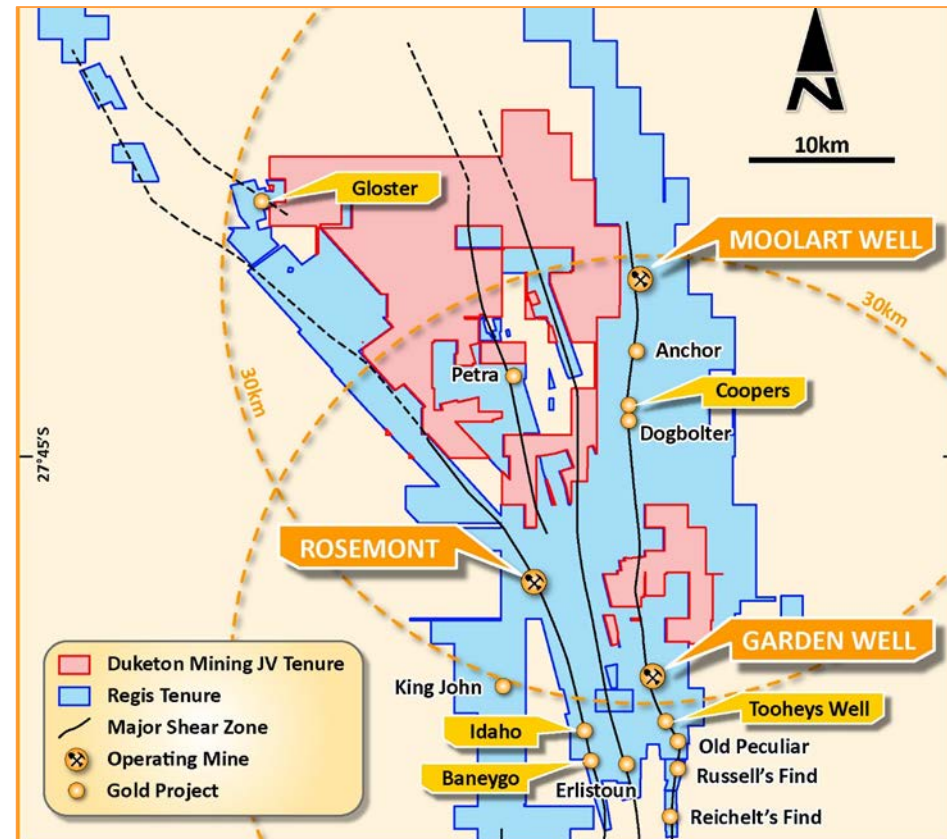 N
10km
Gloster
MOOLART WELL
30km
30km
Anchor
Petra
Coopers
Dogbolter
27°45'S
ROSEMONT
GARDEN WELL
Duketon Mining JV Tenure
Regis Tenure
Major Shear Zone
Operating Mine
Gold Project
King John
Tooheys Well
Idaho
Old Peculiar
Baneygo
Russell's Find
Erlistoun
Reichelt's Find